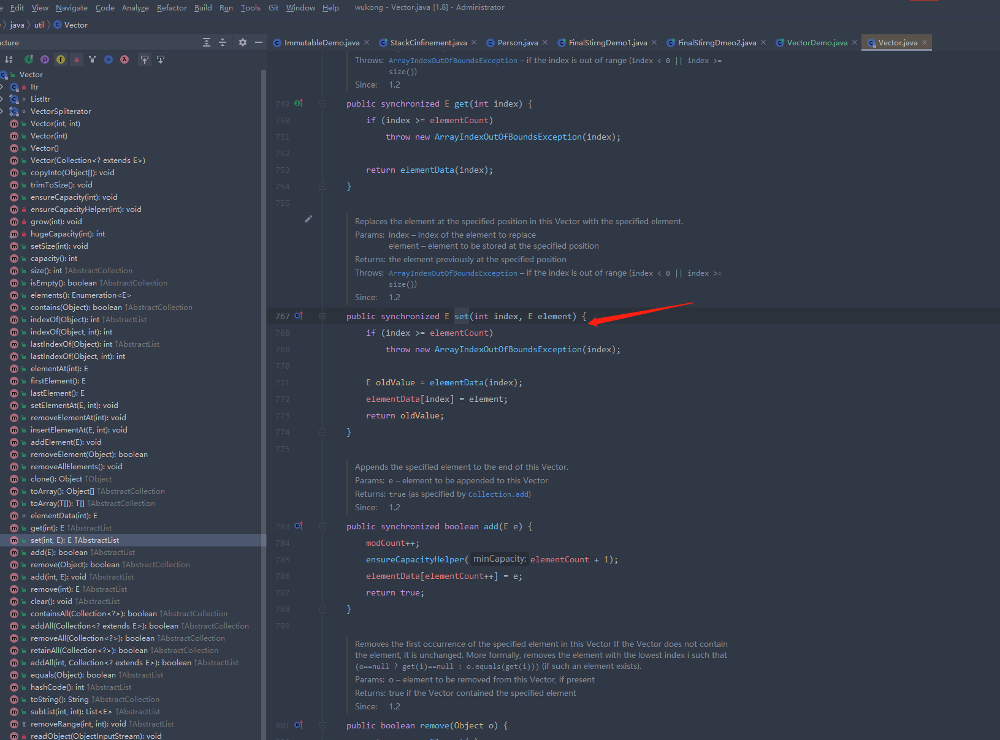 Edit View Navigate Code Analyze Refactor Build Run Tools Git Window Help wukong - Vector.java [1.8] - Administrator
java util Vector
cture
ImmutableDemo.java StackCinfinement.java Person.java FinalStirngDemo1.java FinalStirngDmeo2.java VectorDemo.java Vector.java
Vector
Itr
ListItr
VectorSpliterator
Vector(int, int)
Vector(int)
Vector()
Vector(Collection<? extends E>)
copyInto(Object[]): void
trimToSize(): void
ensureCapacity(int): void
ensureCapacityHelper(int): void
grow(int): void
hugeCapacity(int): int
setSize(int): void
capacity(): int
size(): int ↑AbstractCollection
isEmpty(): boolean ↑AbstractCollection
elements(): Enumeration<E>
contains(Object): boolean ↑AbstractCollection
indexOf(Object): int ↑AbstractList
indexOf(Object, int): int
lastIndexOf(Object): int ↑AbstractList
lastIndexOf(Object, int): int
elementAt(int): E
firstElement(): E
lastElement(): E
setElementAt(E, int): void
removeElementAt(int): void
insertElementAt(E, int): void
addElement(E): void
removeElement(Object): boolean
removeAllElements(): void
clone(): Object ↑Object
toArray(): Object[] ↑AbstractCollection
toArray(T[]): T[] ↑AbstractCollection
elementData(int): E
get(int): E ↑AbstractList
set(int, E): E ↑AbstractList
add(E): boolean ↑AbstractList
remove(Object): boolean ↑AbstractCollection
add(int, E): void ↑AbstractList
remove(int): E ↑AbstractList
clear(): void ↑AbstractList
containsAll(Collection<?>): boolean ↑AbstractCollection
addAll(Collection<? extends E>): boolean ↑AbstractCollection
removeAll(Collection<?>): boolean ↑AbstractCollection
retainAll(Collection<?>): boolean ↑AbstractCollection
addAll(int, Collection<? extends E>): boolean ↑AbstractList
equals(Object): boolean ↑AbstractList
hashCode(): int ↑AbstractList
toString(): String ↑AbstractCollection
subList(int, int): List<E> ↑AbstractList
removeRange(int, int): void ↑AbstractList
readObject(ObjectInputStream): void
Throws: ArrayIndexOutOfBoundsException – if the index is out of range (index < 0 || index >=
size())
Since: 1.2
749 public synchronized E get(int index) {
750 if (index >= elementCount)
751 throw new ArrayIndexOutOfBoundsException(index);
752
753 return elementData(index);
754 }
755
Replaces the element at the specified position in this Vector with the specified element.
Params: index – index of the element to replace
element – element to be stored at the specified position
Returns: the element previously at the specified position
Throws: ArrayIndexOutOfBoundsException – if the index is out of range (index < 0 || index >=
size())
Since: 1.2
767 public synchronized E set(int index, E element) {
768 if (index >= elementCount)
769 throw new ArrayIndexOutOfBoundsException(index);
770
771 E oldValue = elementData(index);
772 elementData[index] = element;
773 return oldValue;
774 }
775
Appends the specified element to the end of this Vector.
Params: e – element to be appended to this Vector
Returns: true (as specified by Collection.add)
Since: 1.2
783 public synchronized boolean add(E e) {
784 modCount++;
785 ensureCapacityHelper( minCapacity: elementCount + 1);
786 elementData[elementCount++] = e;
787 return true;
788 }
789
Removes the first occurrence of the specified element in this Vector If the Vector does not contain
the element, it is unchanged. More formally, removes the element with the lowest index i such that
(o==null ? get(i)==null : o.equals(get(i))) (if such an element exists).
Params: o – element to be removed from this Vector, if present
Returns: true if the Vector contained the specified element
Since: 1.2
801 public boolean remove(Object o) {